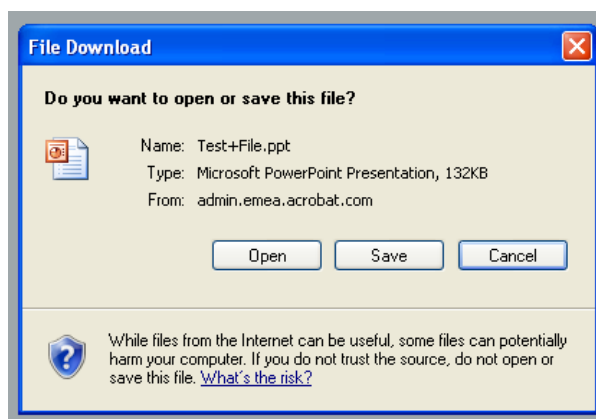 File Download
Do you want to open or save this file?
Name: Test+File.ppt
Type: Microsoft PowerPoint Presentation, 132KB
From: admin.emea.acrobat.com
Open Save Cancel
While files from the Internet can be useful, some files can potentially
harm your computer. If you do not trust the source, do not open or
save this file. What's the risk?